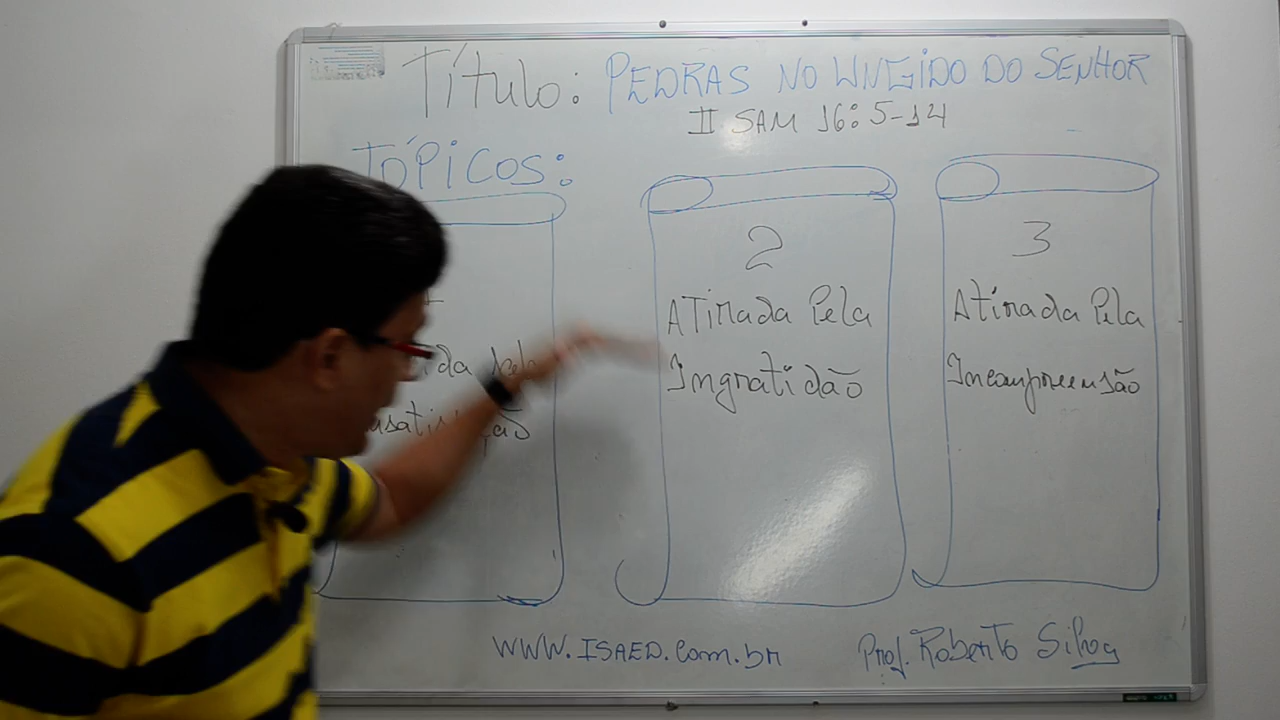 Título: PEDRAS NO UNGIDO DO SENHOR
II SAM 16:5-14
TÓPICOS:
2
ATirada Pela
Ingratidão
3
Atirada Pela
Incompreensão
WWW.ISAED.com.br
Prof. Roberto Silva